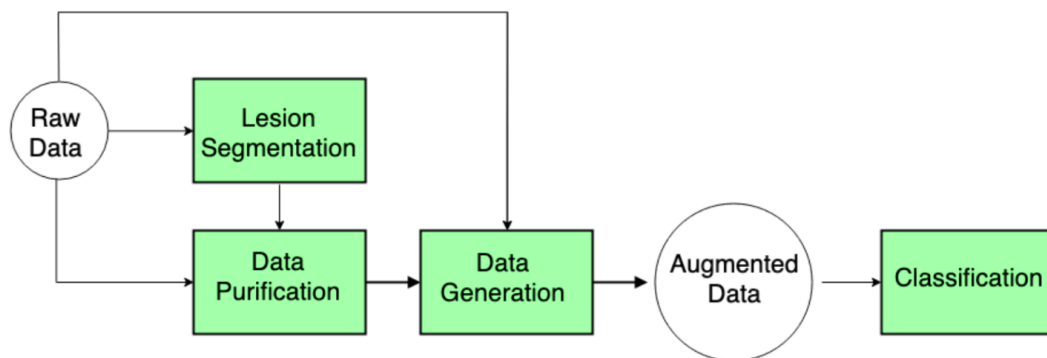 Raw
Data
Lesion
Segmentation
Data
Purification
Data
Generation
Augmented
Data
Classification